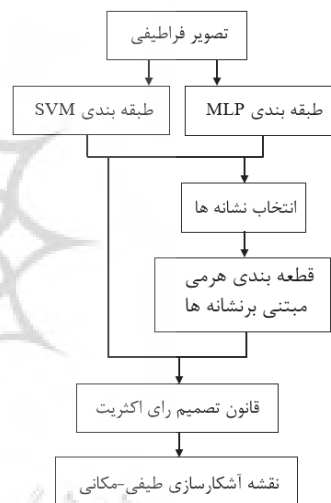 تصویر فراطیفی
طبقه بندی SVM
طبقه بندی MLP
انتخاب نشانه ها
قطعه بندی هرمی
مبتنی برنشانه ها
قانون تصمیم رای اکثریت
نقشه آشکارسازی طیفی-مکانی